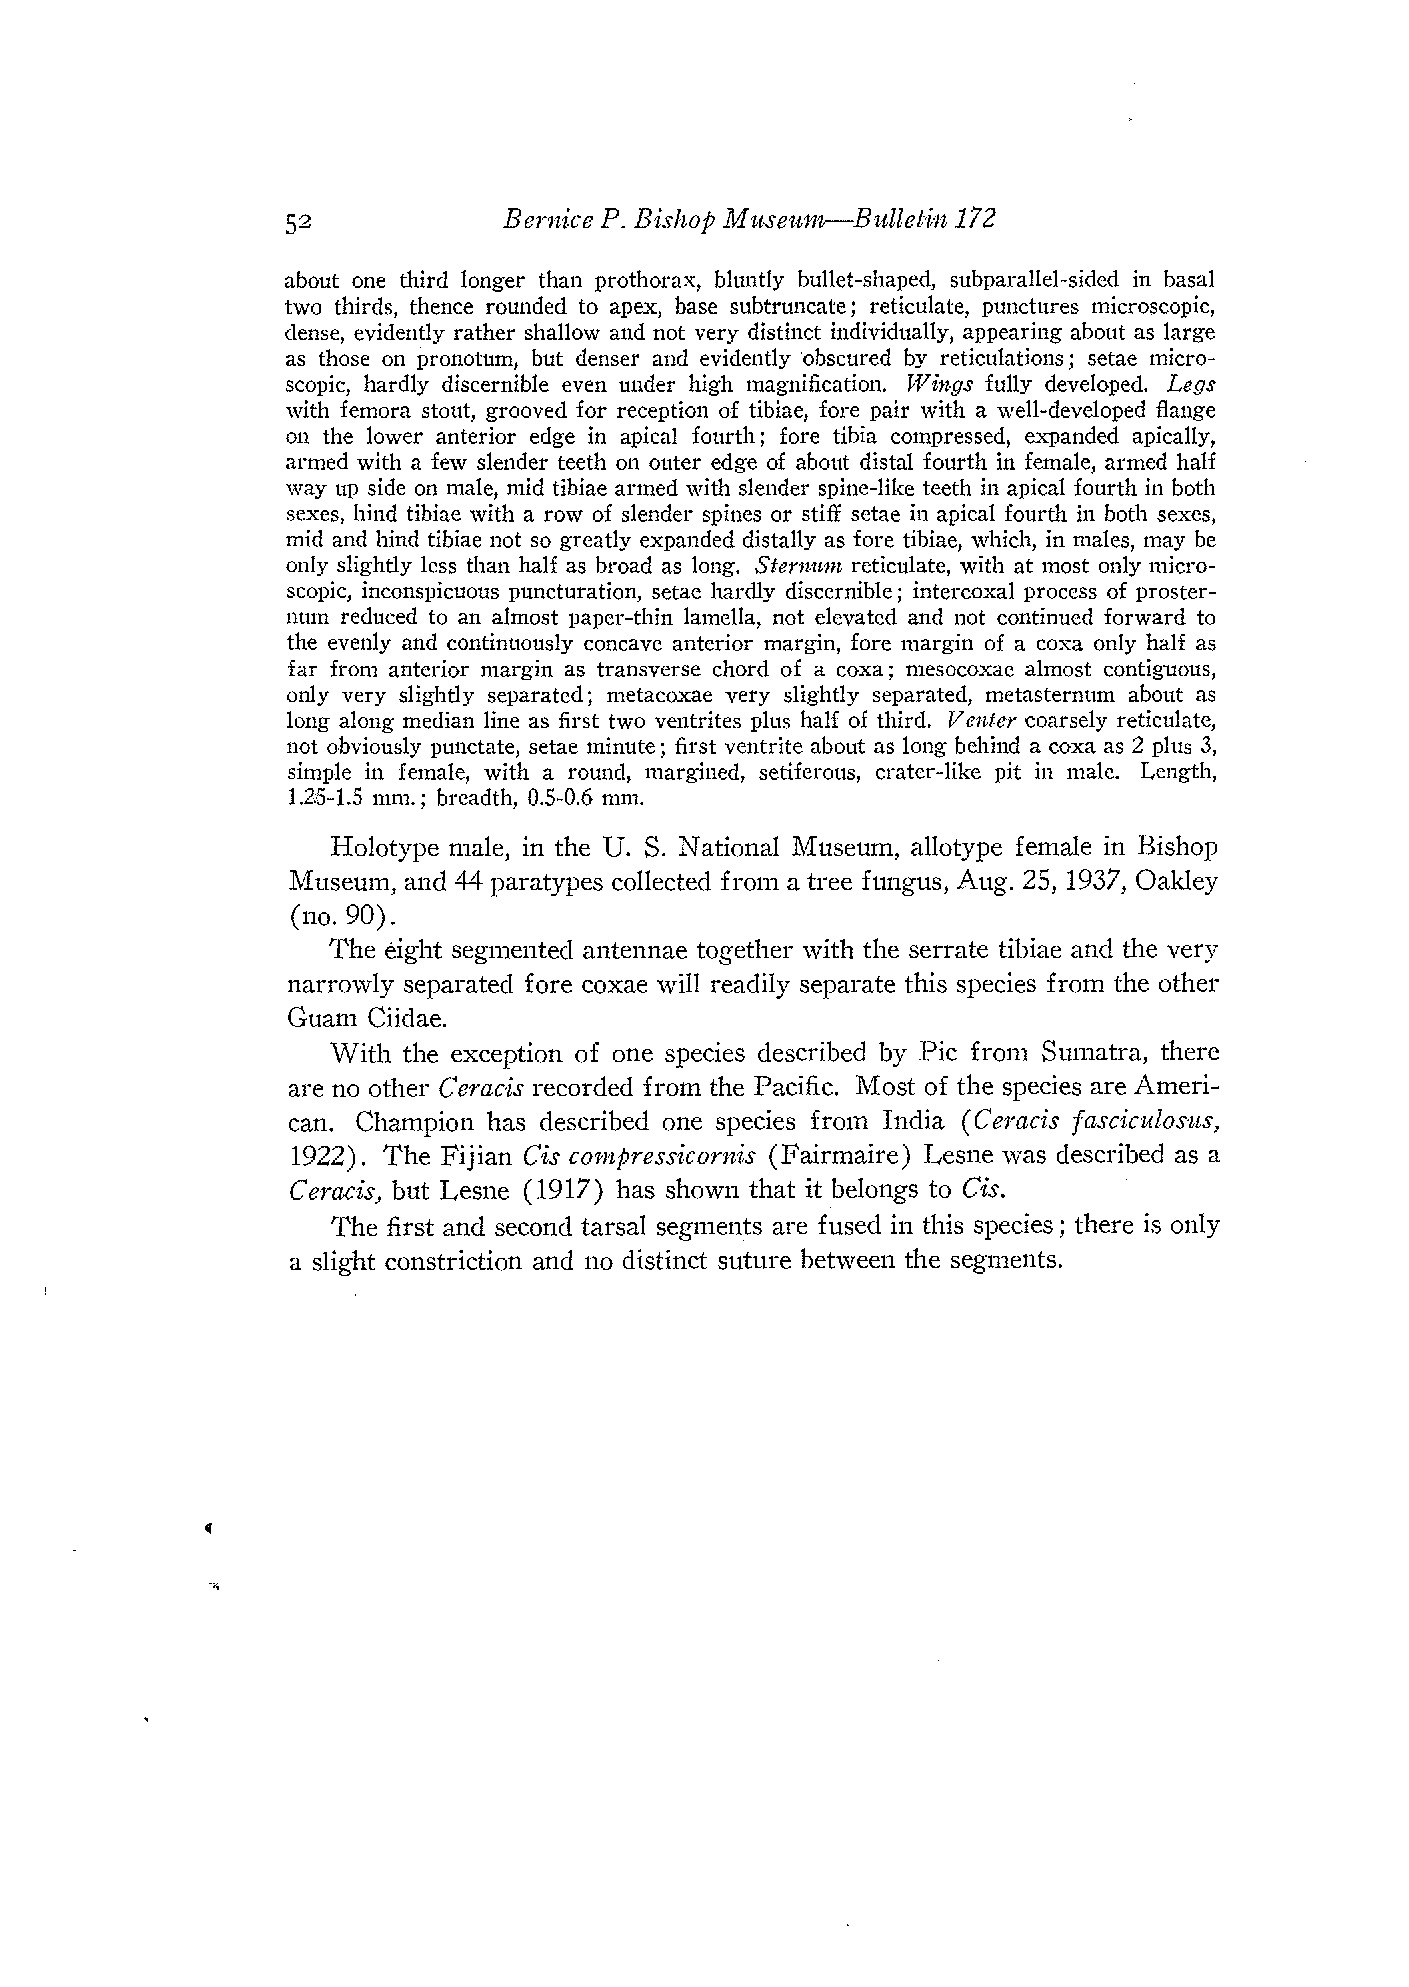 52 Bernice P. Bishop Museum—Bulletin 172
about one third longer than prothorax, bluntly bullet-shaped, subparallel-sided in basal
two thirds, thence rounded to apex, base subtruncate; reticulate, punctures microscopic,
dense, evidently rather shallow and not very distinct individually, appearing about as large
as those on pronotum, but denser and evidently obscured by reticulations; setae micro-
scopic, hardly discernible even under high magnification. Wings fully developed. Legs
with femora stout, grooved for reception of tibiae, fore pair with a well-developed flange
on the lower anterior edge in apical fourth; fore tibia compressed, expanded apically,
armed with a few slender teeth on outer edge of about distal fourth in female, armed half
way up side on male, mid tibiae armed with slender spine-like teeth in apical fourth in both
sexes, hind tibiae with a row of slender spines or stiff setae in apical fourth in both sexes,
mid and hind tibiae not so greatly expanded distally as fore tibiae, which, in males, may be
only slightly less than half as broad as long. Sternum reticulate, with at most only micro-
scopic, inconspicuous puncturation, setae hardly discernible; intercoxal process of proster-
num reduced to an almost paper-thin lamella, not elevated and not continued forward to
the evenly and continuously concave anterior margin, fore margin of a coxa only half as
far from anterior margin as transverse chord of a coxa; mesocoxae almost contiguous,
only very slightly separated; metacoxae very slightly separated, metasternum about as
long along median line as first two ventrites plus half of third. Venter coarsely reticulate,
not obviously punctate, setae minute; first ventrite about as long behind a coxa as 2 plus 3,
simple in female, with a round, margined, setiferous, crater-like pit in male. Length,
1.25-1.5 mm.; breadth, 0.5-0.6 mm.
Holotype male, in the U. S. National Museum, allotype female in Bishop
Museum, and 44 paratypes collected from a tree fungus, Aug. 25, 1937, Oakley
(no. 90).
The eight segmented antennae together with the serrate tibiae and the very
narrowly separated fore coxae will readily separate this species from the other
Guam Ciidae.
With the exception of one species described by Pic from Sumatra, there
are no other Ceracis recorded from the Pacific. Most of the species are Ameri-
can. Champion has described one species from India (Ceracis fasciculosus,
1922). The Fijian Cis compressicornis (Fairmaire) Lesne was described as a
Ceracis, but Lesne (1917) has shown that it belongs to Cis.
The first and second tarsal segments are fused in this species; there is only
a slight constriction and no distinct suture between the segments.